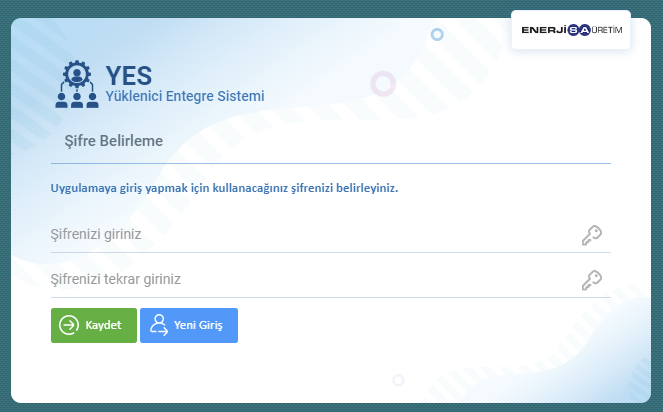 ENERJİSA ÜRETİM
YES
Yüklenici Entegre Sistemi
Şifre Belirleme
Uygulamaya giriş yapmak için kullanacağınız şifrenizi belirleyiniz.
Şifrenizi giriniz
Şifrenizi tekrar giriniz
Kaydet Yeni Giriş